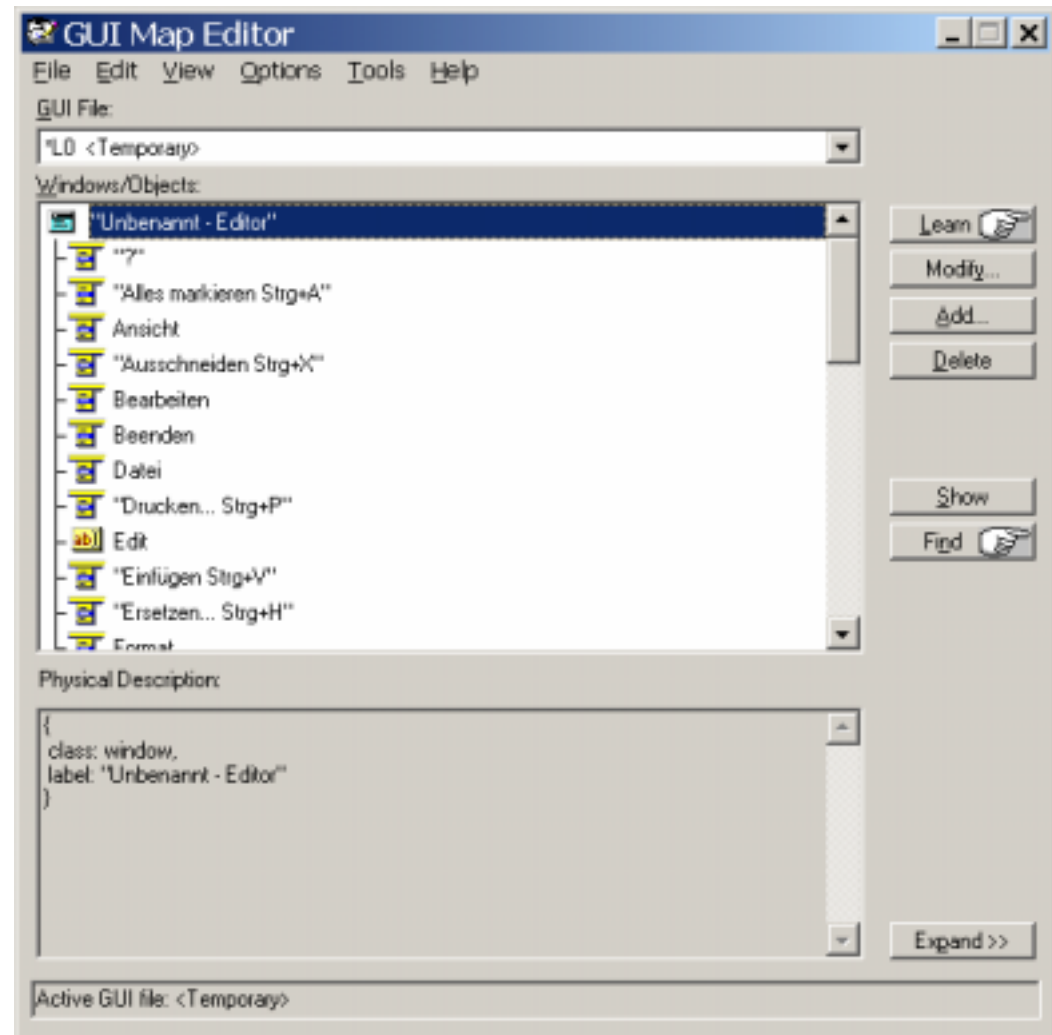 GUI Map Editor
File Edit View Options Tools Help
GUI File:
*L0 <Temporary>
Windows/Objects:
"Unbenannt - Editor"
"?"
"Alles markieren Strg+A"
Ansicht
"Ausschneiden Strg+X"
Bearbeiten
Beenden
Datei
"Drucken... Strg+P"
Edit
"Einfügen Strg+V"
"Ersetzen... Strg+H"
Format
Learn
Modify...
Add...
Delete
Show
Find
Physical Description:
{
class: window,
label: "Unbenannt - Editor"
}
Expand >>
Active GUI file: <Temporary>